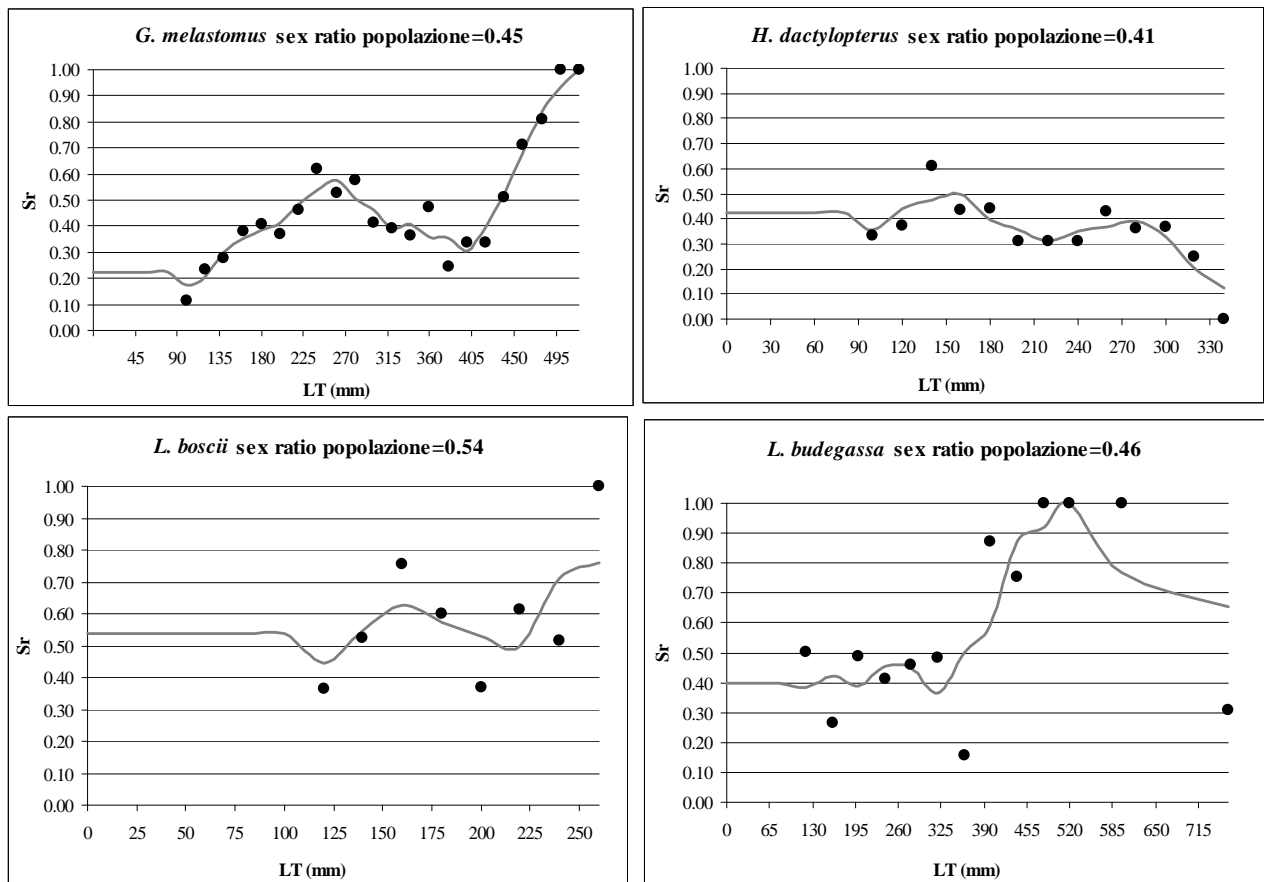 G. melastomus sex ratio popolazione=0.45
1.00
0.90
0.80
0.70
0.60
0.50
0.40
0.30
0.20
0.10
0.00
Sr
45 90 135 180 225 270 315 360 405 450 495
LT (mm)
H. dactylopterus sex ratio popolazione=0.41
1.00
0.90
0.80
0.70
0.60
0.50
0.40
0.30
0.20
0.10
0.00
Sr
0 30 60 90 120 150 180 210 240 270 300 330
LT (mm)
L. boscii sex ratio popolazione=0.54
1.00
0.90
0.80
0.70
0.60
0.50
0.40
0.30
0.20
0.10
0.00
Sr
0 25 50 75 100 125 150 175 200 225 250
LT (mm)
L. budegassa sex ratio popolazione=0.46
1.00
0.90
0.80
0.70
0.60
0.50
0.40
0.30
0.20
0.10
0.00
Sr
0 65 130 195 260 325 390 455 520 585 650 715
LT (mm)